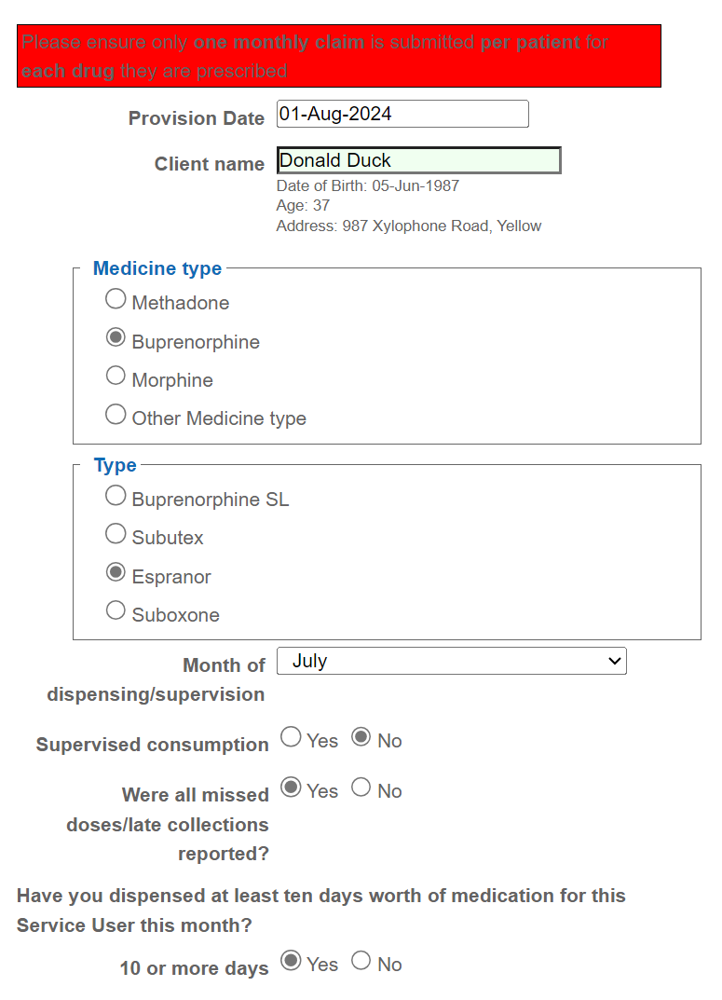 Please ensure only one monthly claim is submitted per patient for
each drug they are prescribed
Provision Date 01-Aug-2024
Client name Donald Duck
Date of Birth: 05-Jun-1987
Age: 37
Address: 987 Xylophone Road, Yellow
Medicine type
Methadone
Buprenorphine
Morphine
Other Medicine type
Type
Buprenorphine SL
Subutex
Espranor
Suboxone
Month of July
dispensing/supervision
Supervised consumption Yes No
Were all missed Yes No
doses/late collections
reported?
Have you dispensed at least ten days worth of medication for this
Service User this month?
10 or more days Yes No